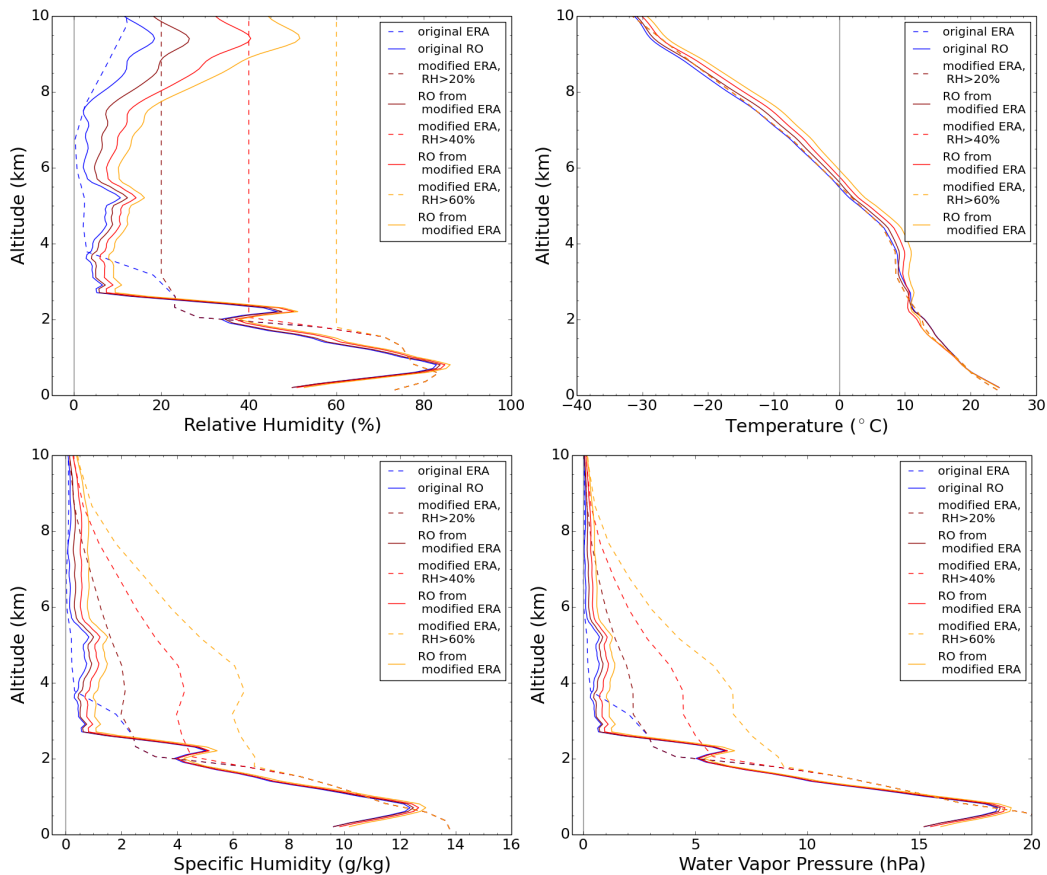 10
8
6
4
2
0
Altitude (km)
original ERA
original RO
modified ERA,
RH>20%
RO from
modified ERA
modified ERA,
RH>40%
RO from
modified ERA
modified ERA,
RH>60%
RO from
modified ERA
0 20 40 60 80 100
Relative Humidity (%)
10
8
6
4
2
0
Altitude (km)
original ERA
original RO
modified ERA,
RH>20%
RO from
modified ERA
modified ERA,
RH>40%
RO from
modified ERA
modified ERA,
RH>60%
RO from
modified ERA
−40 −30 −20 −10 0 10 20 30
Temperature (°C)
10
8
6
4
2
0
Altitude (km)
original ERA
original RO
modified ERA,
RH>20%
RO from
modified ERA
modified ERA,
RH>40%
RO from
modified ERA
modified ERA,
RH>60%
RO from
modified ERA
0 2 4 6 8 10 12 14 16
Specific Humidity (g/kg)
10
8
6
4
2
0
Altitude (km)
original ERA
original RO
modified ERA,
RH>20%
RO from
modified ERA
modified ERA,
RH>40%
RO from
modified ERA
modified ERA,
RH>60%
RO from
modified ERA
0 5 10 15 20
Water Vapor Pressure (hPa)